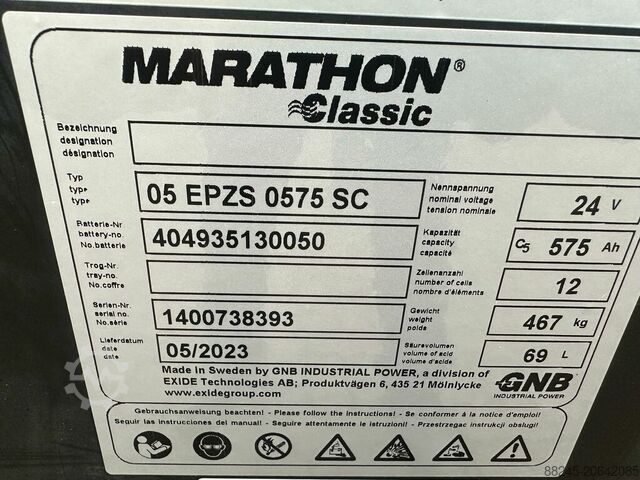 MARATHON®
Classic
Bezeichnung
designation
désignation
Typ
type
type
05 EPZS 0575 SC
Nennspannung
nominal voltage
tension nominale
24 V
Batterie-Nr
battery-no.
No.batterie
404935130050
Kapazität
capacity
capacité
C5 575 Ah
Trog-Nr.
tray-no.
No.coffre
Zellenanzahl
number of cells
nombre d'éléments
12
Serien-Nr.
serial no.
No.série
1400738393
Gewicht
weight
poids
467 kg
Lieferdatum
date
date
05/2023
Säurevolumen
volume of acid
volume d'acide
69 L
Made in Sweden by GNB INDUSTRIAL POWER, a division of
EXIDE Technologies AB; Produktvägen 6, 435 21 Mölnlycke
www.exidegroup.com
GNB®
INDUSTRIAL POWER
Gebrauchsanweisung beachten! - Please follow the instructions! - Se conformer à la notice d'emploi!
Seguir las instrucciones! - Seguire attentamente le istruzioni! - Przestrzegac instrukcji obslugi!
88245-20642085